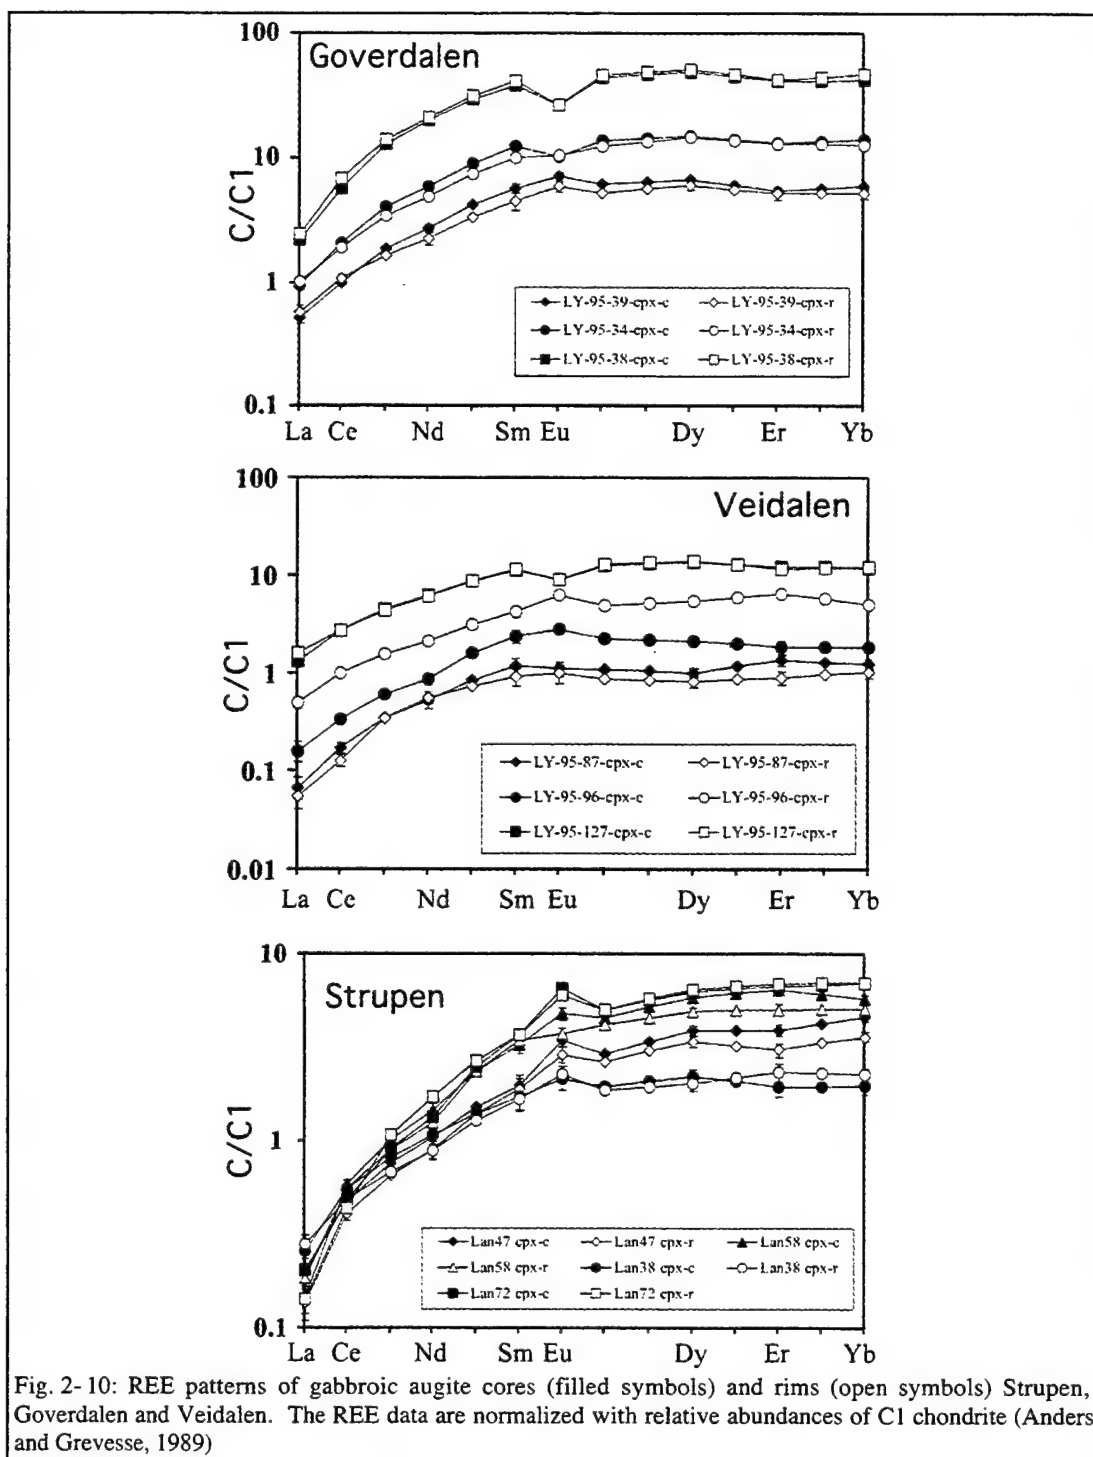 100
Goverdalen
10
C/C1
1
LY-95-39-cpx-c LY-95-39-cpx-r
LY-95-34-cpx-c LY-95-34-cpx-r
LY-95-38-cpx-c LY-95-38-cpx-r
0.1
La Ce Nd Sm Eu Dy Er Yb
100
Veidalen
10
C/C1
1
LY-95-87-cpx-c LY-95-87-cpx-r
0.1
LY-95-96-cpx-c LY-95-96-cpx-r
LY-95-127-cpx-c LY-95-127-cpx-r
0.01
La Ce Nd Sm Eu Dy Er Yb
10
Strupen
C/C1
1
Lan47 cpx-c Lan47 cpx-r Lan58 cpx-c
Lan58 cpx-r Lan38 cpx-c Lan38 cpx-r
Lan72 cpx-c Lan72 cpx-r
0.1
La Ce Nd Sm Eu Dy Er Yb
Fig. 2-10: REE patterns of gabbroic augite cores (filled symbols) and rims (open symbols) Strupen,
Goverdalen and Veidalen. The REE data are normalized with relative abundances of C1 chondrite (Anders
and Grevesse, 1989)